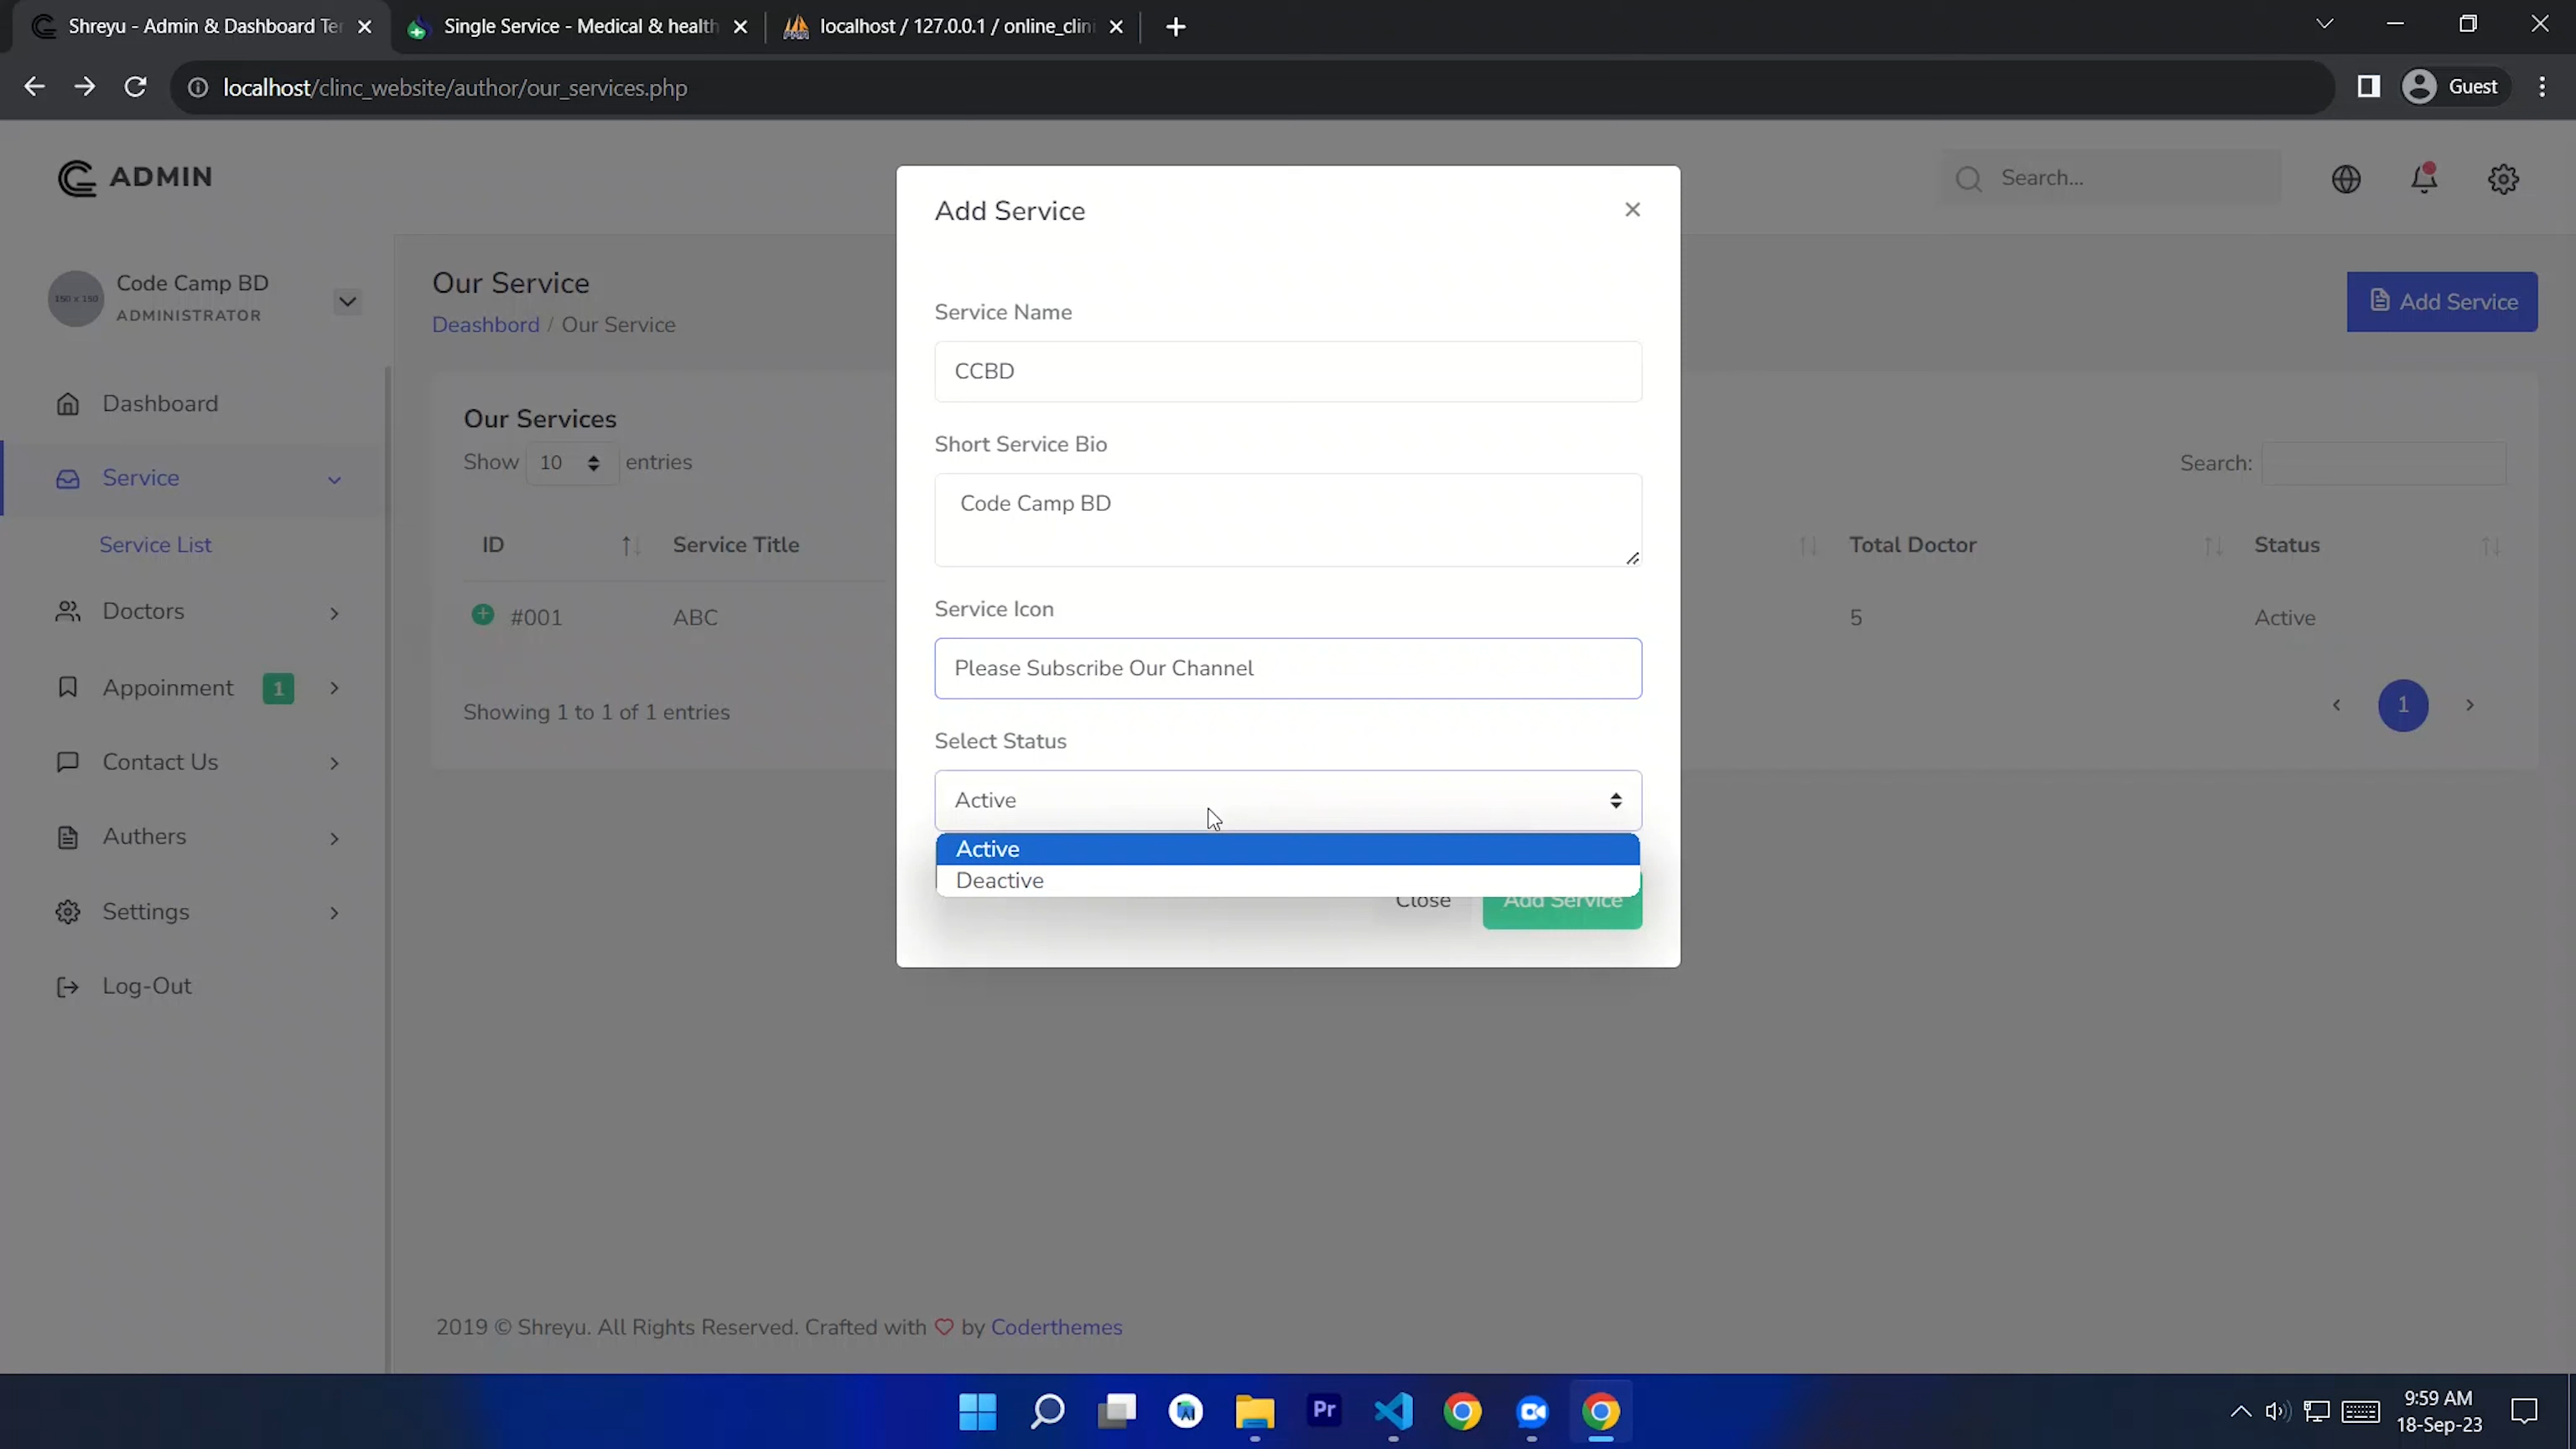 Shreyu - Admin & Dashboard Ter
Single Service - Medical & health
localhost / 127.0.0.1 / online_clini
localhost/clinc_website/author/our_services.php
Guest
ADMIN
Search...
Code Camp BD
ADMINISTRATOR
150 x 150
Dashboard
Service
Service List
Doctors
Appoinment 1
Contact Us
Authers
Settings
Log-Out
Our Service
Deashbord / Our Service
Add Service
Our Services
Show 10 entries
Search:
ID Service Title Total Doctor Status
#001 ABC 5 Active
Showing 1 to 1 of 1 entries
1
Add Service
Service Name
CCBD
Short Service Bio
Code Camp BD
Service Icon
Please Subscribe Our Channel
Select Status
Active
Active
Deactive
Close
Add Service
2019 © Shreyu. All Rights Reserved. Crafted with by Coderthemes
Pr
9:59 AM
18-Sep-23